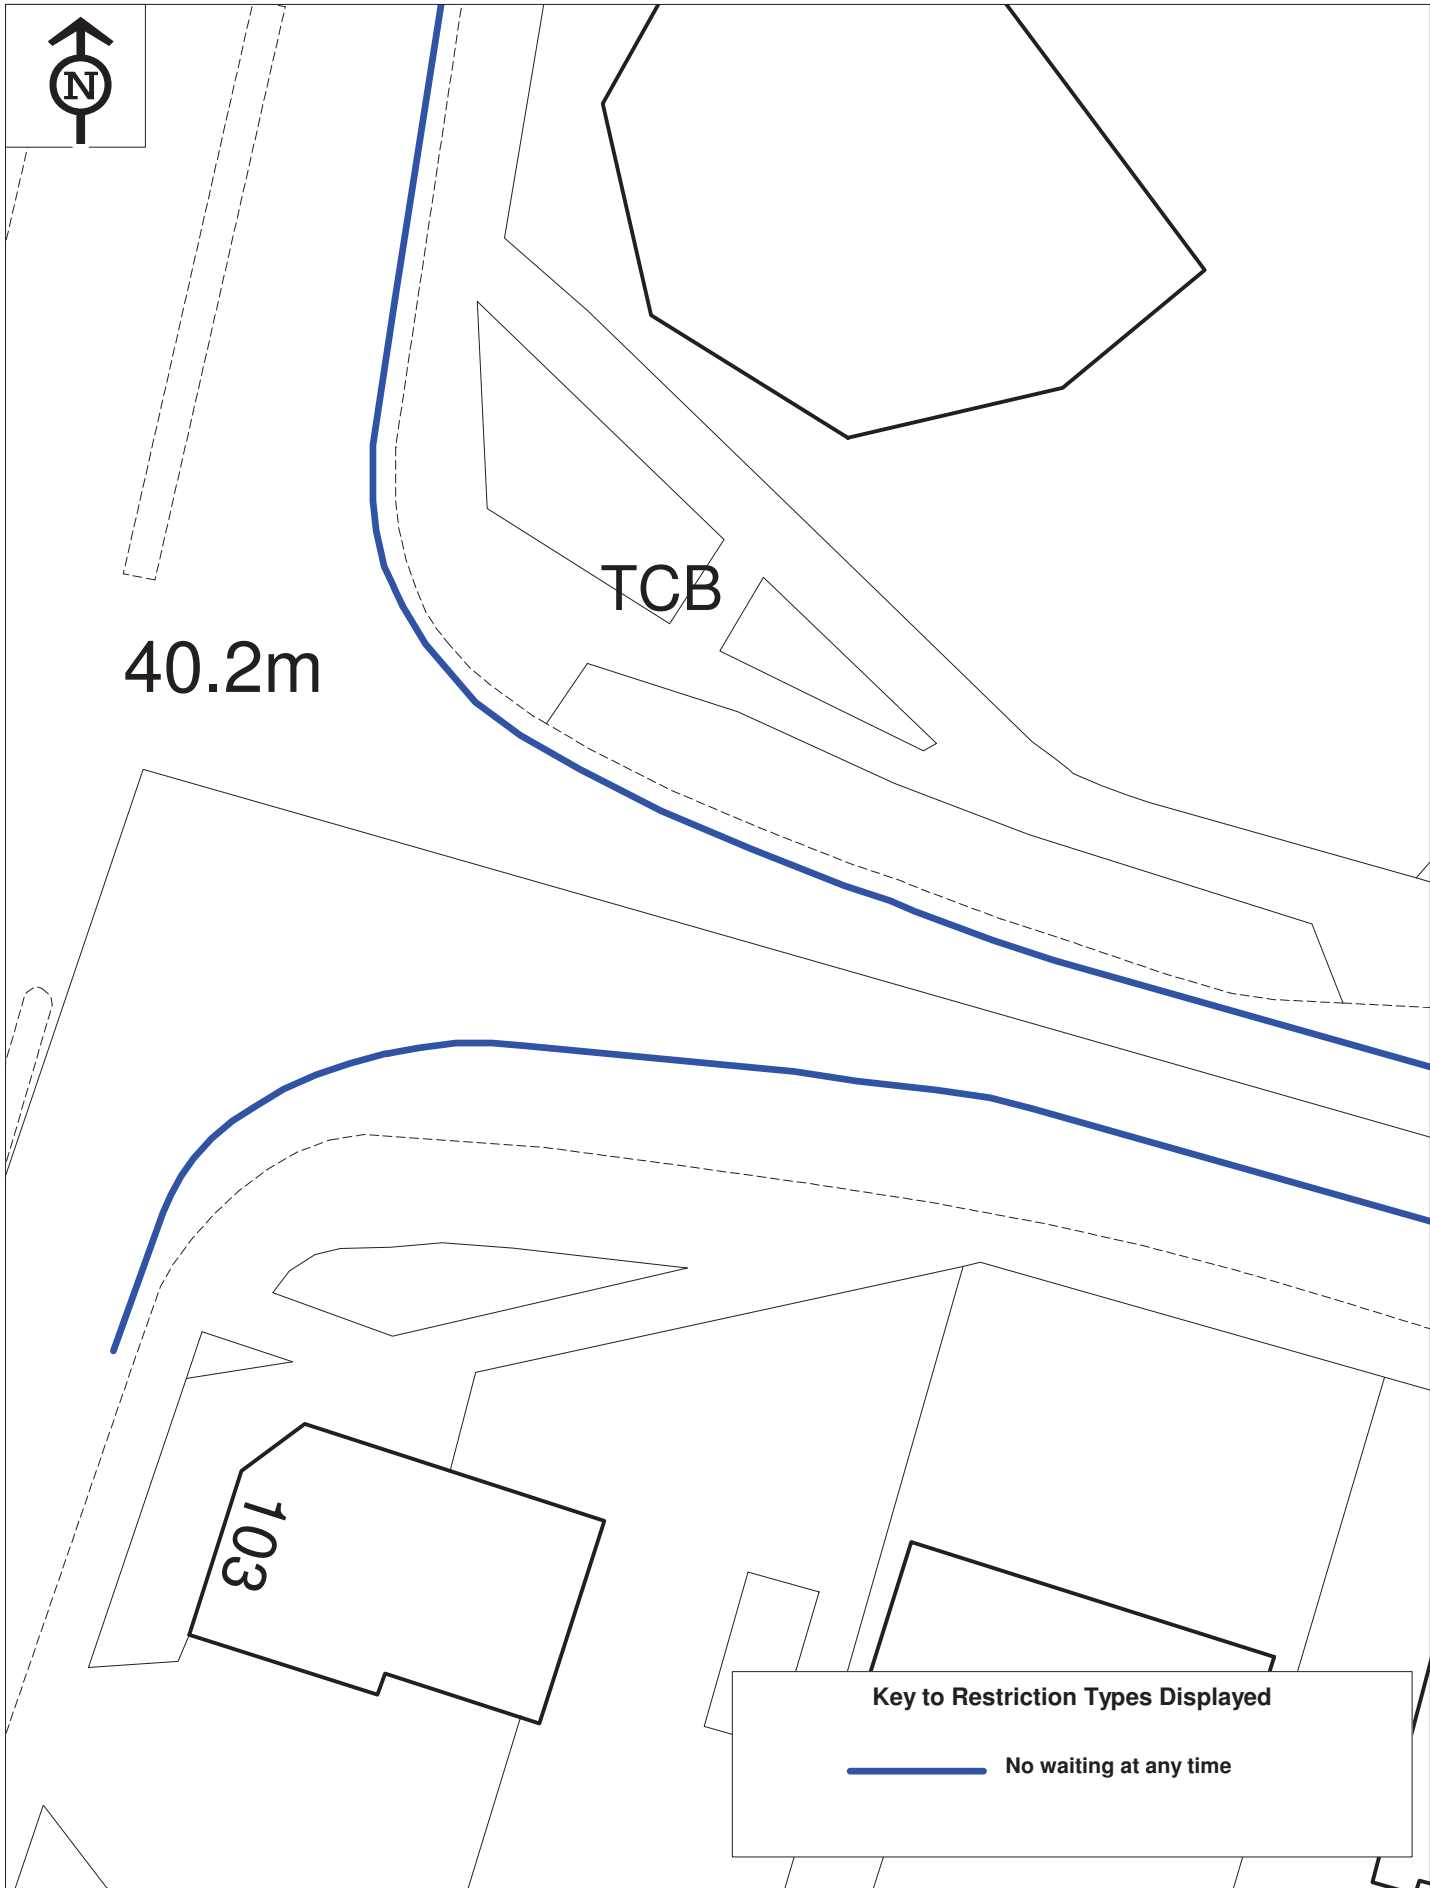 N
TCB
40.2m
103
Key to Restriction Types Displayed
No waiting at any time